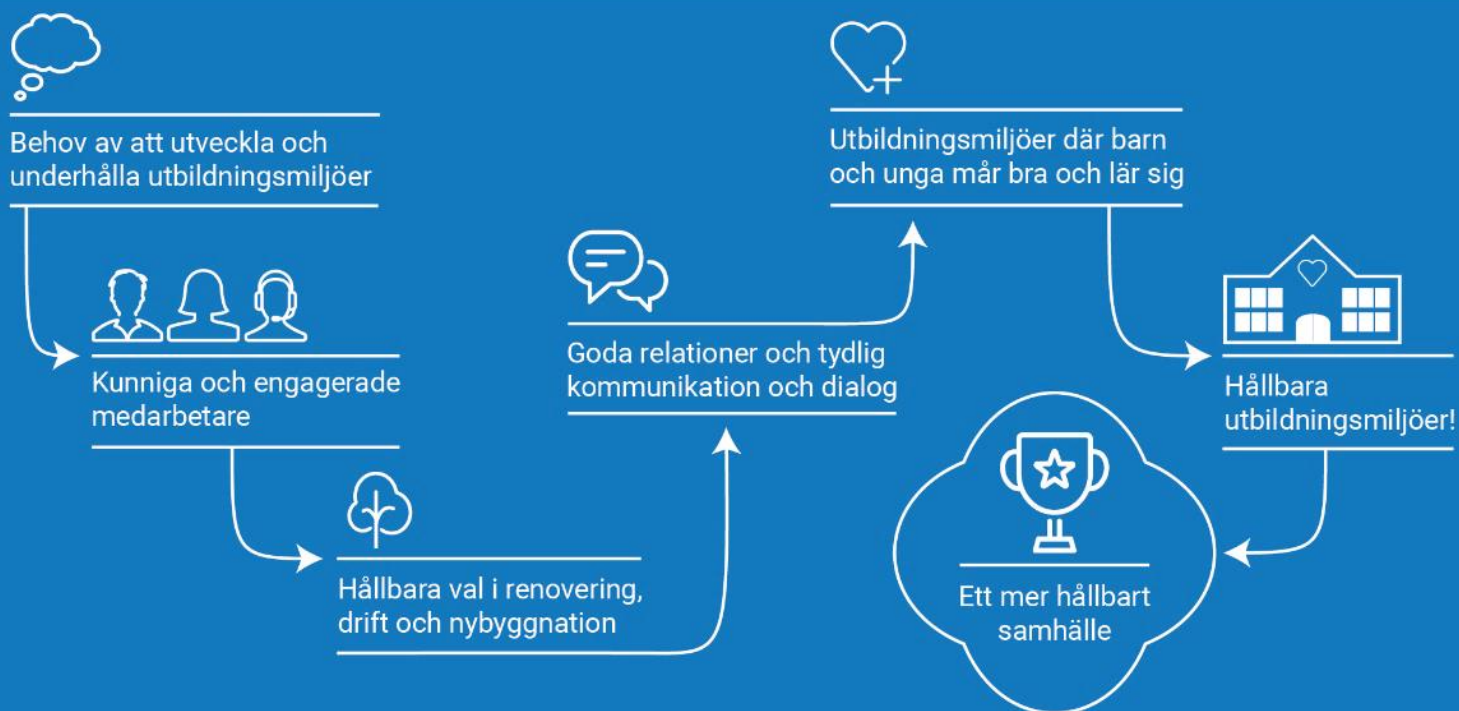 Behov av att utveckla och
underhålla utbildningsmiljöer
Kunniga och engagerade
medarbetare
Hållbara val i renovering,
drift och nybyggnation
Goda relationer och tydlig
kommunikation och dialog
Utbildningsmiljöer där barn
och unga mår bra och lär sig
Hållbara
utbildningsmiljöer!
Ett mer hållbart
samhälle